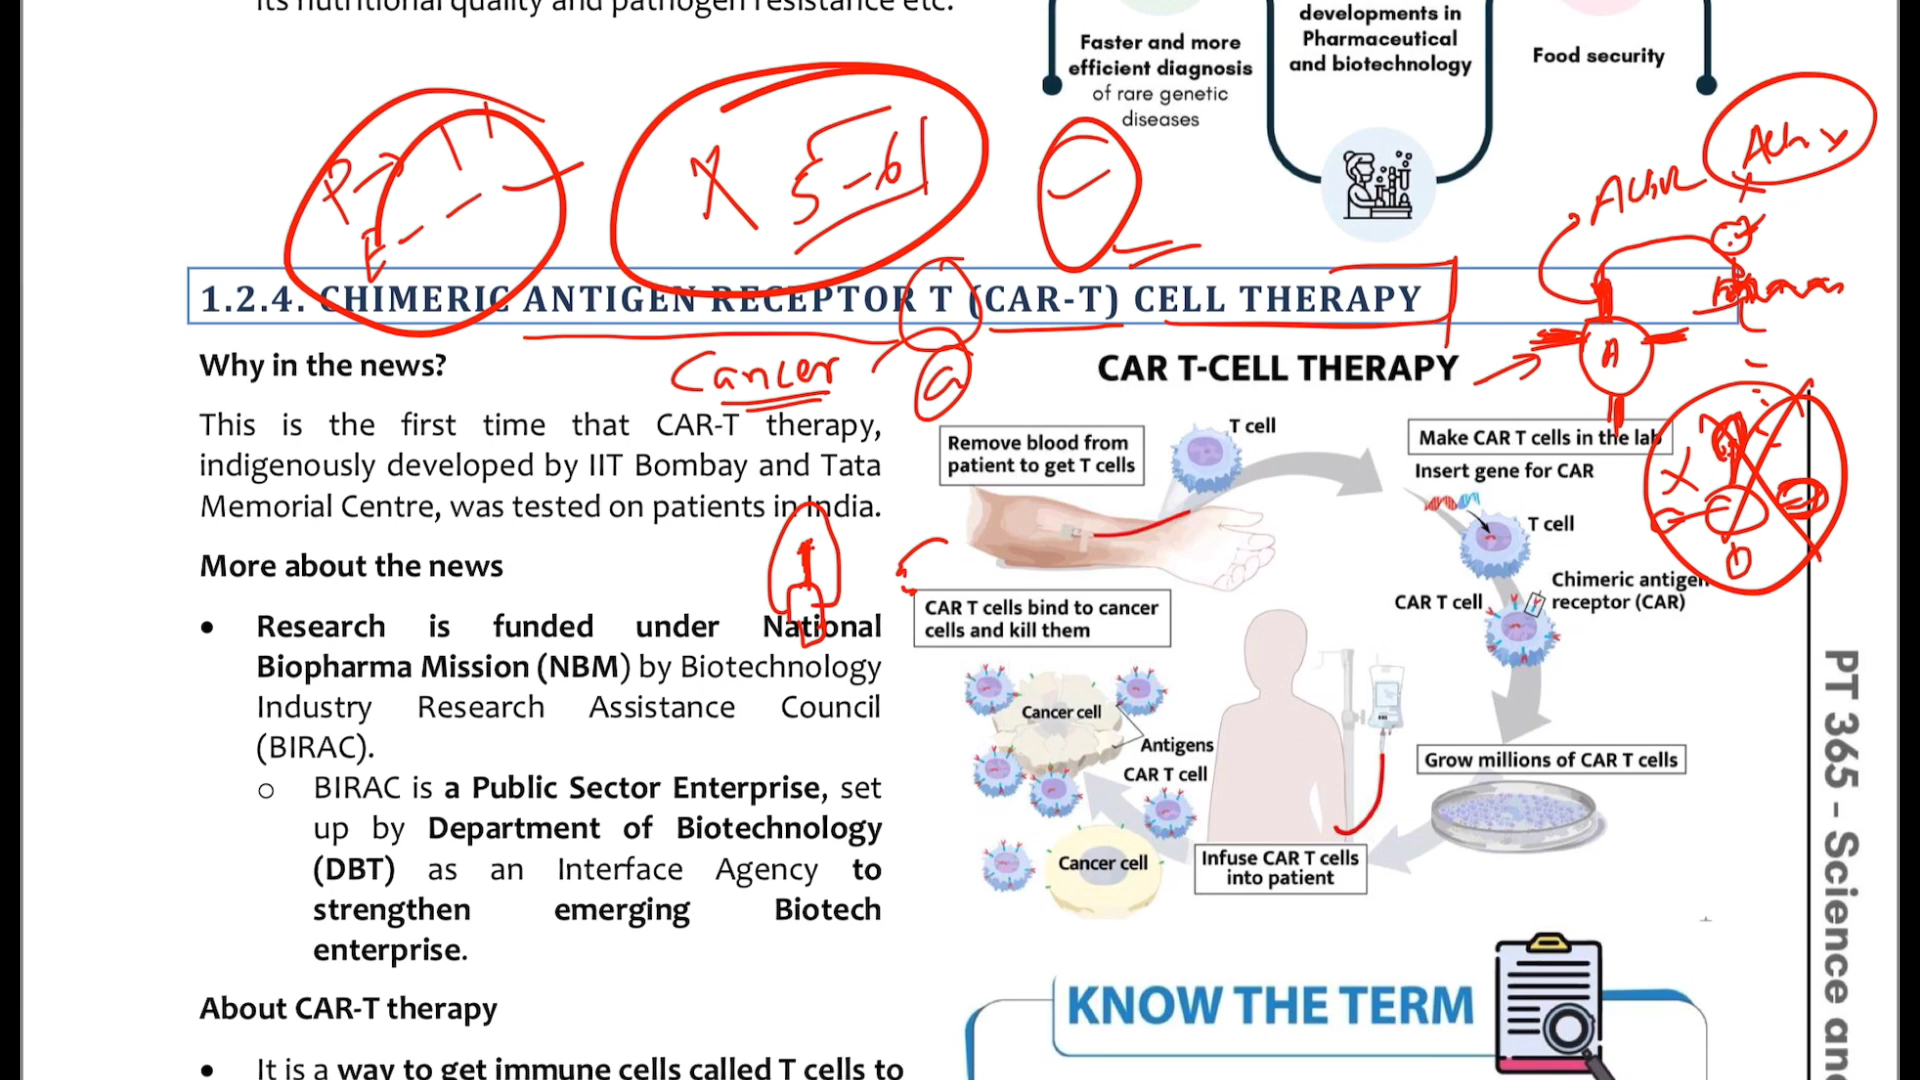 its nutritional quality and pathogen resistance etc.
Faster and more
efficient diagnosis
of rare genetic
diseases
developments in
Pharmaceutical
and biotechnology
Food security
X 5-6
1.2.4. CHIMERIC ANTIGEN RECEPTOR T (CAR-T) CELL THERAPY
Cancer
A
Why in the news?
This is the first time that CAR-T therapy,
indigenously developed by IIT Bombay and Tata
Memorial Centre, was tested on patients in India.
More about the news
• Research is funded under National
Biopharma Mission (NBM) by Biotechnology
Industry Research Assistance Council
(BIRAC).
o BIRAC is a Public Sector Enterprise, set
up by Department of Biotechnology
(DBT) as an Interface Agency to
strengthen emerging Biotech
enterprise.
About CAR-T therapy
• It is a way to get immune cells called T cells to
CAR T-CELL THERAPY
Remove blood from
patient to get T cells
T cell
Make CAR T cells in the lab
Insert gene for CAR
T cell
Chimeric antigen
receptor (CAR)
CAR T cell
Grow millions of CAR T cells
Infuse CAR T cells
into patient
CAR T cells bind to cancer
cells and kill them
Cancer cell
Antigens
CAR T cell
Cancer cell
KNOW THE TERM
PT 365 - Science an